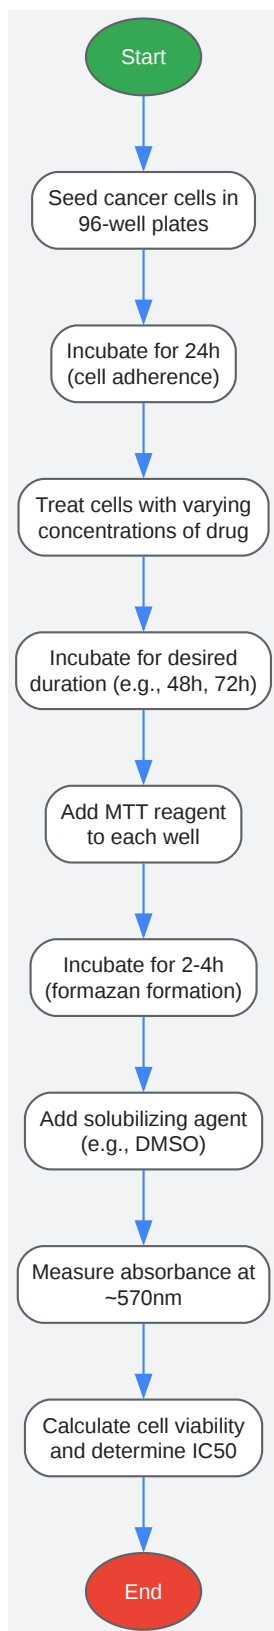 Start
Seed cancer cells in
96-well plates
Incubate for 24h
(cell adherence)
Treat cells with varying
concentrations of drug
Incubate for desired
duration (e.g., 48h, 72h)
Add MTT reagent
to each well
Incubate for 2-4h
(formazan formation)
Add solubilizing agent
(e.g., DMSO)
Measure absorbance at
~570nm
Calculate cell viability
and determine IC50
End